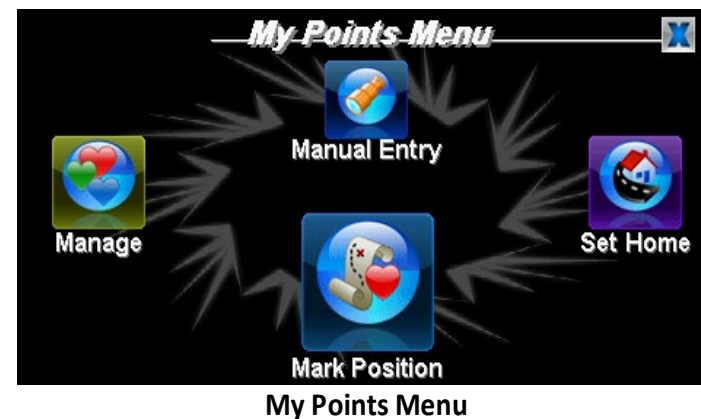 My Points Menu
X
Manual Entry
Manage
Set Home
Mark Position
My Points Menu